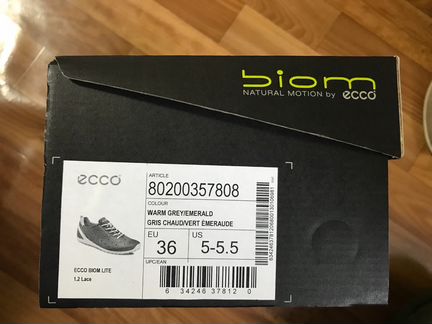 biom
NATURAL MOTION by ecco
ecco
ARTICLE
80200357808
COLOUR
WARM GREY/EMERALD
GRIS CHAUD/VERT ÉMERAUDE
EU US
36 5-5.5
UPC/EAN
6 34246 37812 0
ECCO BIOM LITE
1.2 Lace